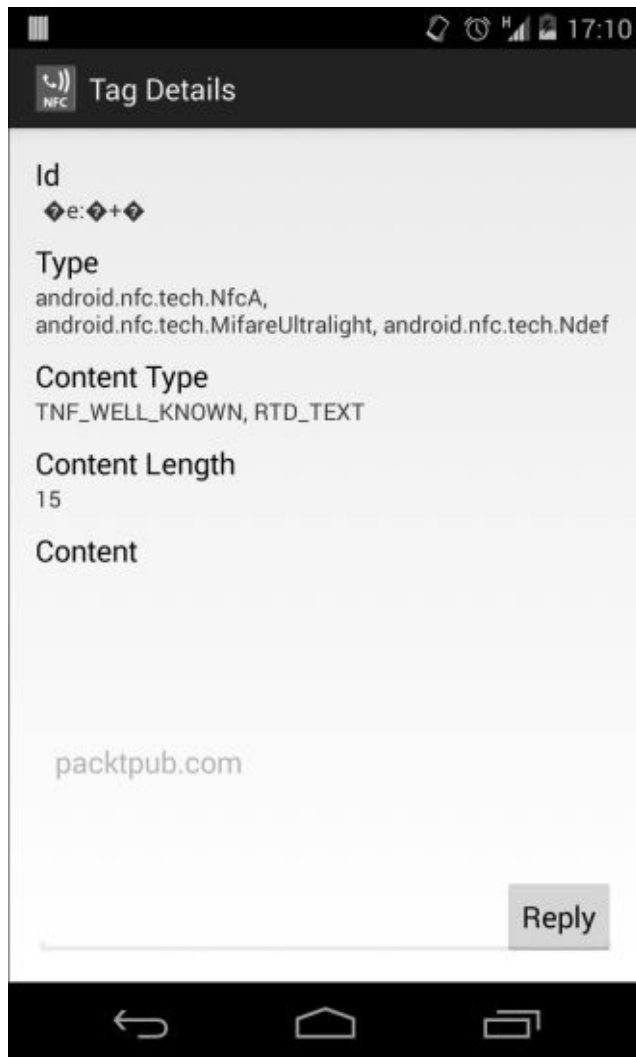 H 17:10
NFC Tag Details
Id
�e:�+�
Type
android.nfc.tech.NfcA,
android.nfc.tech.MifareUltralight, android.nfc.tech.Ndef
Content Type
TNF_WELL_KNOWN, RTD_TEXT
Content Length
15
Content
packtpub.com
Reply